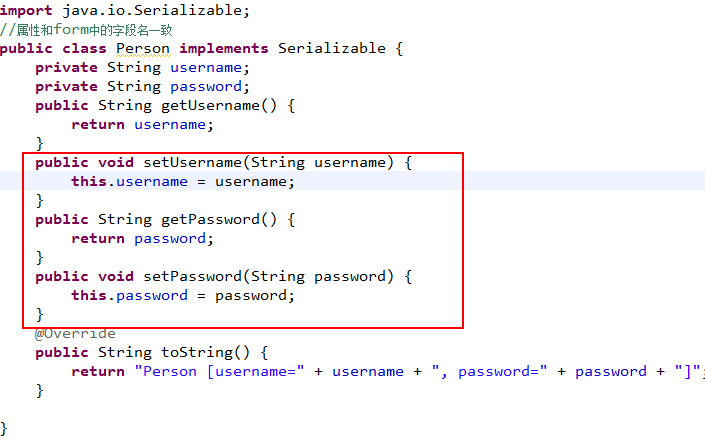 import java.io.Serializable;
//属性和form中的字段名一致
public class Person implements Serializable {
    private String username;
    private String password;
    public String getUsername() {
        return username;
    }
    public void setUsername(String username) {
        this.username = username;
    }
    public String getPassword() {
        return password;
    }
    public void setPassword(String password) {
        this.password = password;
    }
    @Override
    public String toString() {
        return "Person [username=" + username + ", password=" + password + "]";
    }

}